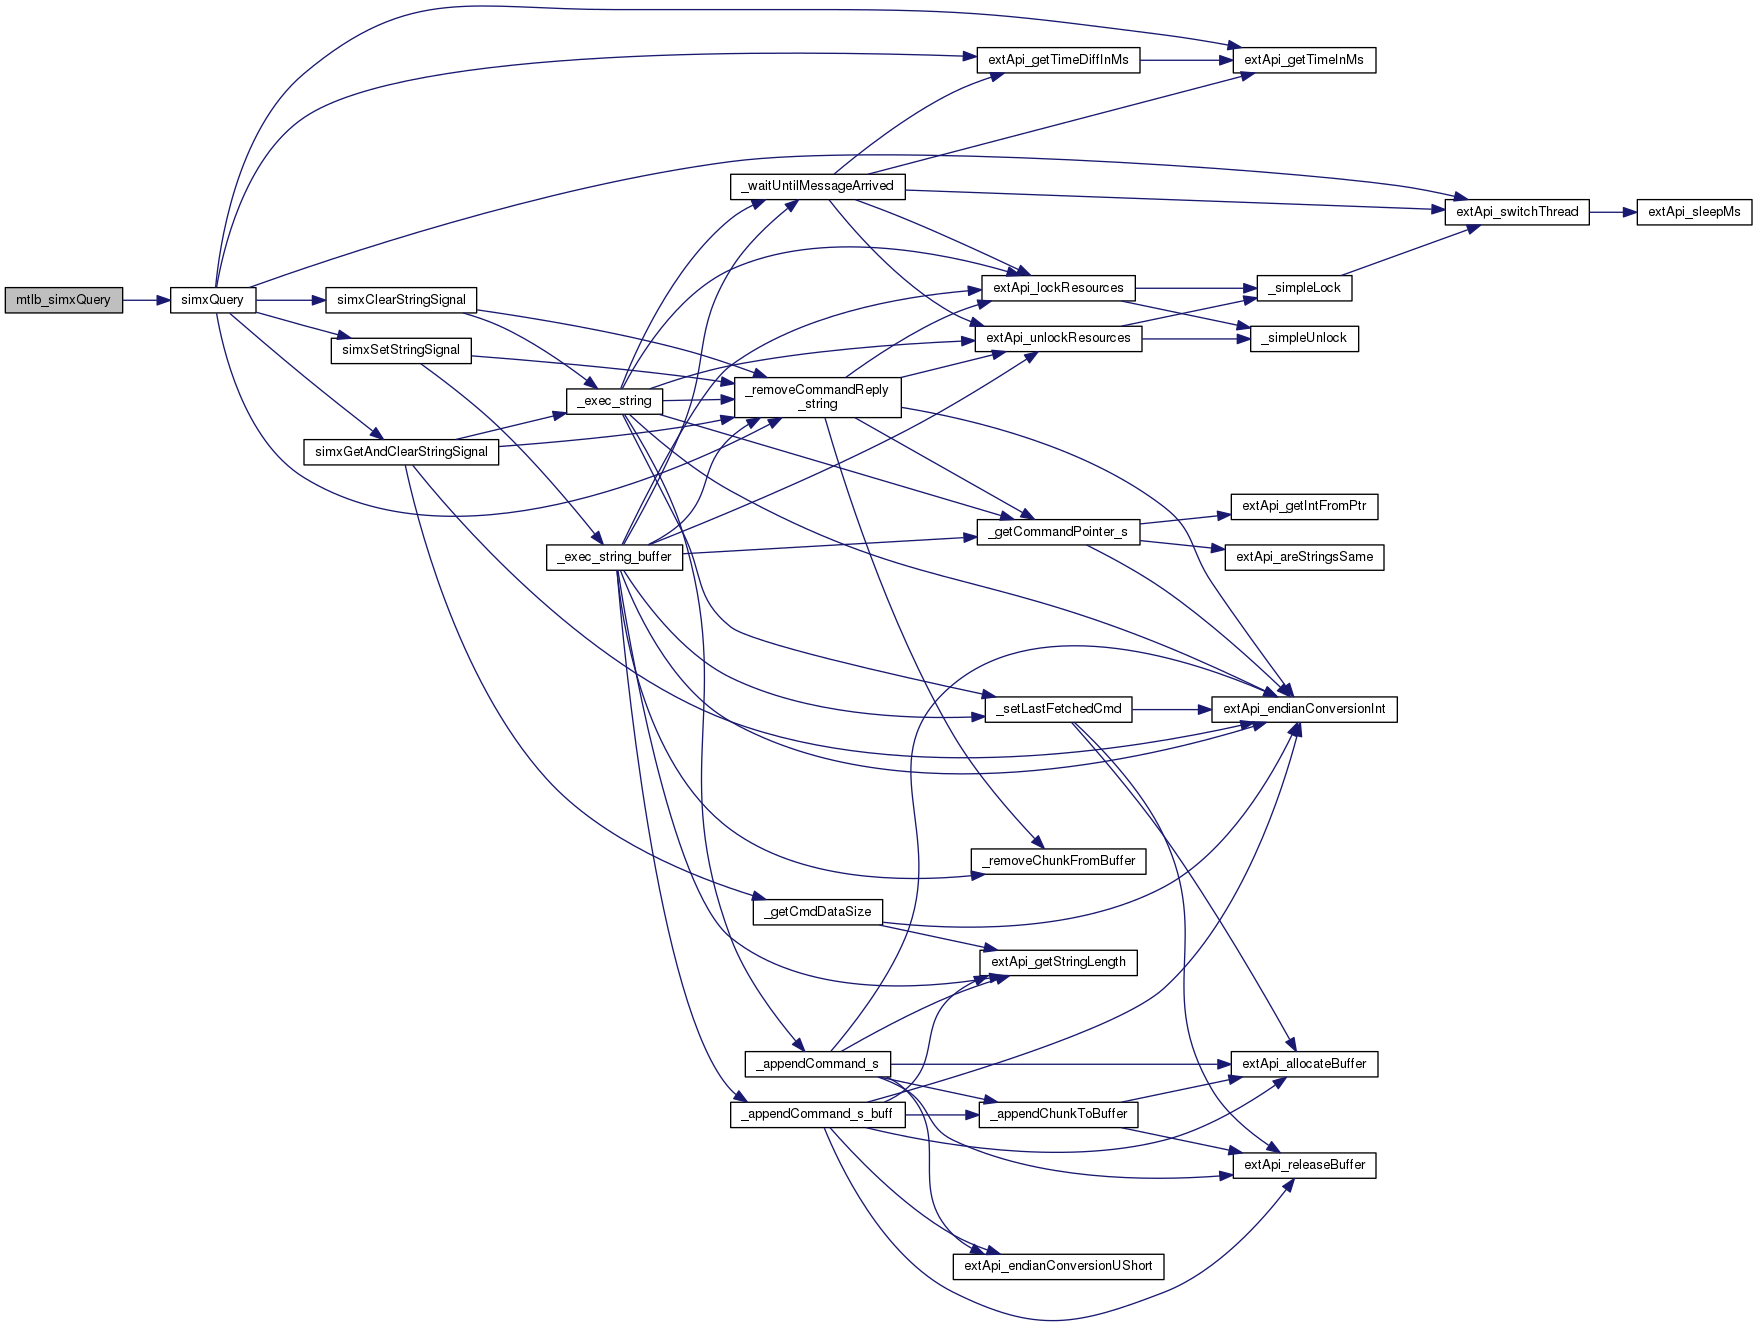 extApi_getTimeDiffInMs
extApi_getTimeInMs
_waitUntilMessageArrived
extApi_switchThread
extApi_sleepMs
mtlb_simxQuery
simxQuery
simxClearStringSignal
extApi_lockResources
_simpleLock
simxSetStringSignal
extApi_unlockResources
_simpleUnlock
_exec_string
_removeCommandReply
_string
simxGetAndClearStringSignal
extApi_getIntFromPtr
_getCommandPointer_s
_exec_string_buffer
extApi_areStringsSame
_setLastFetchedCmd
extApi_endianConversionInt
_removeChunkFromBuffer
_getCmdDataSize
extApi_getStringLength
_appendCommand_s
extApi_allocateBuffer
_appendCommand_s_buff
_appendChunkToBuffer
extApi_releaseBuffer
extApi_endianConversionUShort